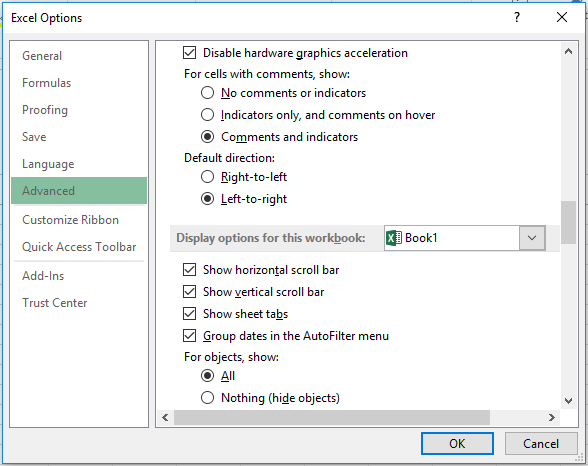 Excel Options
General
Formulas
Proofing
Save
Language
Advanced
Customize Ribbon
Quick Access Toolbar
Add-Ins
Trust Center
Disable hardware graphics acceleration
For cells with comments, show:
No comments or indicators
Indicators only, and comments on hover
Comments and indicators
Default direction:
Right-to-left
Left-to-right
Display options for this workbook: Book1
Show horizontal scroll bar
Show vertical scroll bar
Show sheet tabs
Group dates in the AutoFilter menu
For objects, show:
All
Nothing (hide objects)
OK Cancel